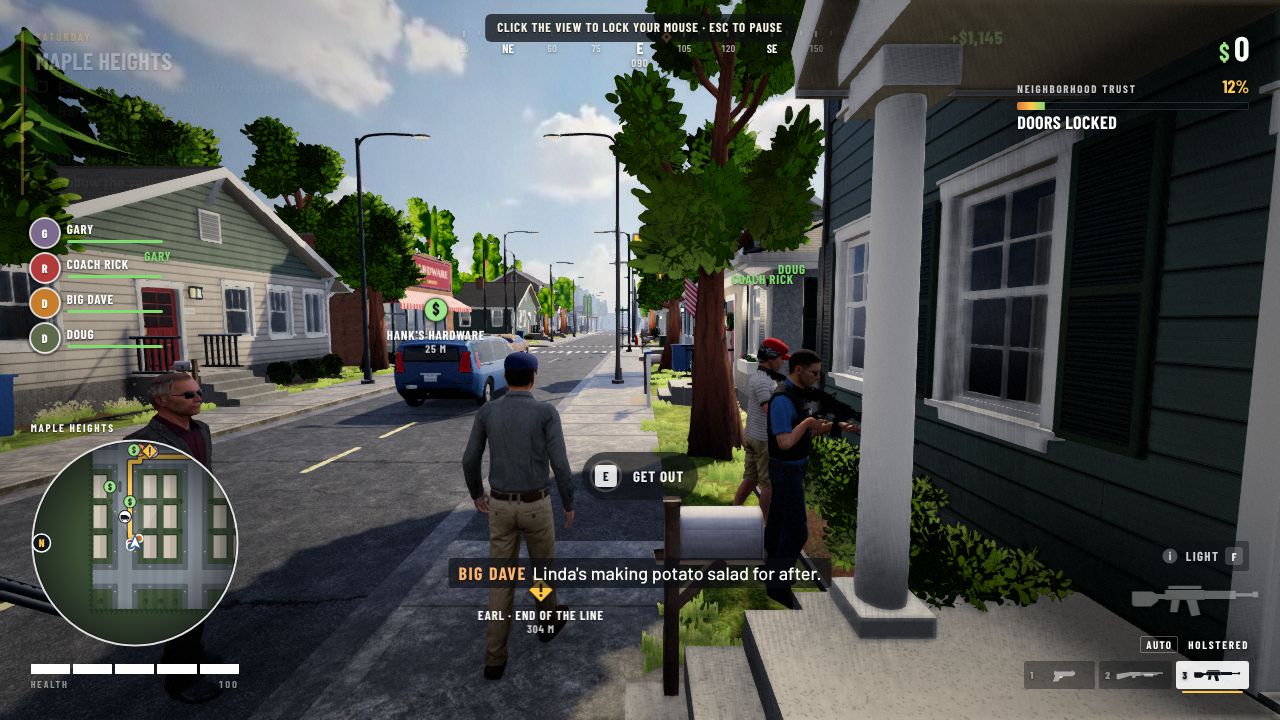 CLICK THE VIEW TO LOCK YOUR MOUSE · ESC TO PAUSE
SATURDAY
MAPLE HEIGHTS
NE 60 75 E 105 120 SE 150
090
+$1,145
$0
NEIGHBORHOOD TRUST 12%
DOORS LOCKED
G GARY
R COACH RICK
D BIG DAVE
D DOUG
GARY
DOUG
COACH RICK
HARDWARE
$
HANK'S HARDWARE
25 M
MAPLE HEIGHTS
N
$
!
$
$
E GET OUT
BIG DAVE Linda's making potato salad for after.
!
EARL · END OF THE LINE
304 M
HEALTH 100
i LIGHT F
AUTO HOLSTERED
1 2 3